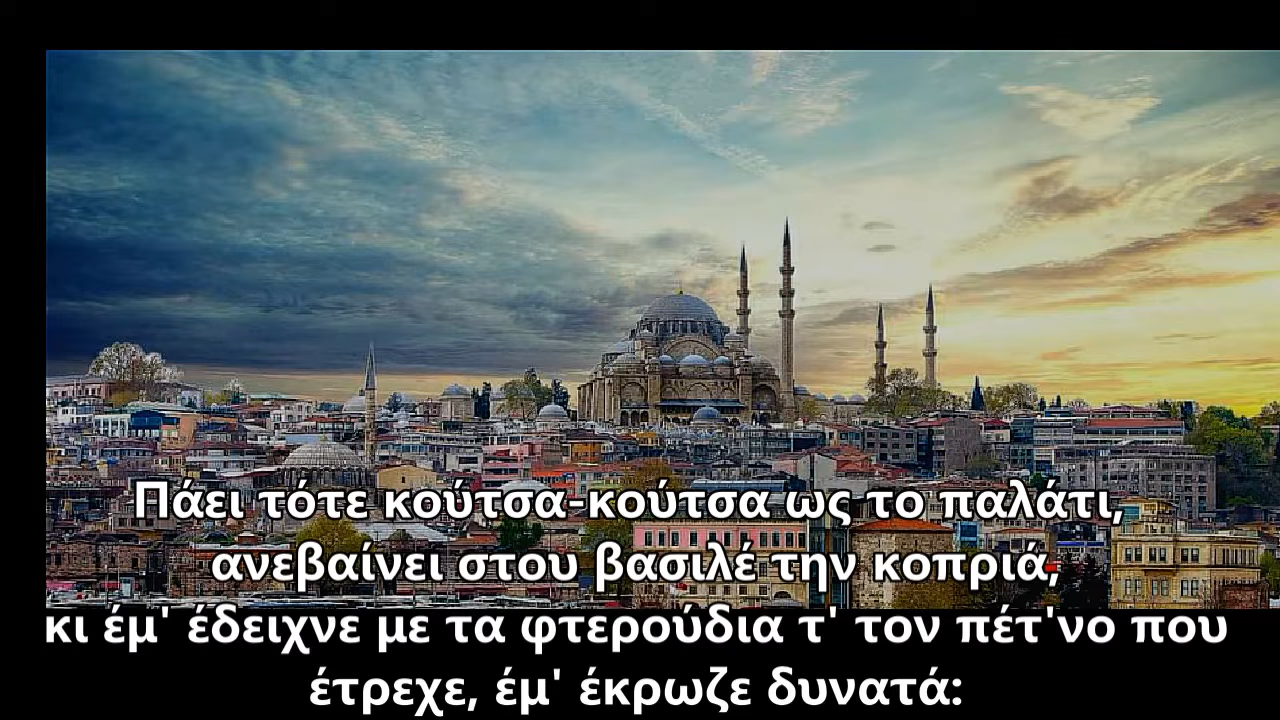 Πάει τότε κούτσα-κούτσα ως το παλάτι,
ανεβαίνει στου βασιλέ την κοπριά,
κι έμ' έδειχνε με τα φτερούδια τ' τον πέτ'νο που
έτρεχε, έμ' έκρωζε δυνατά: